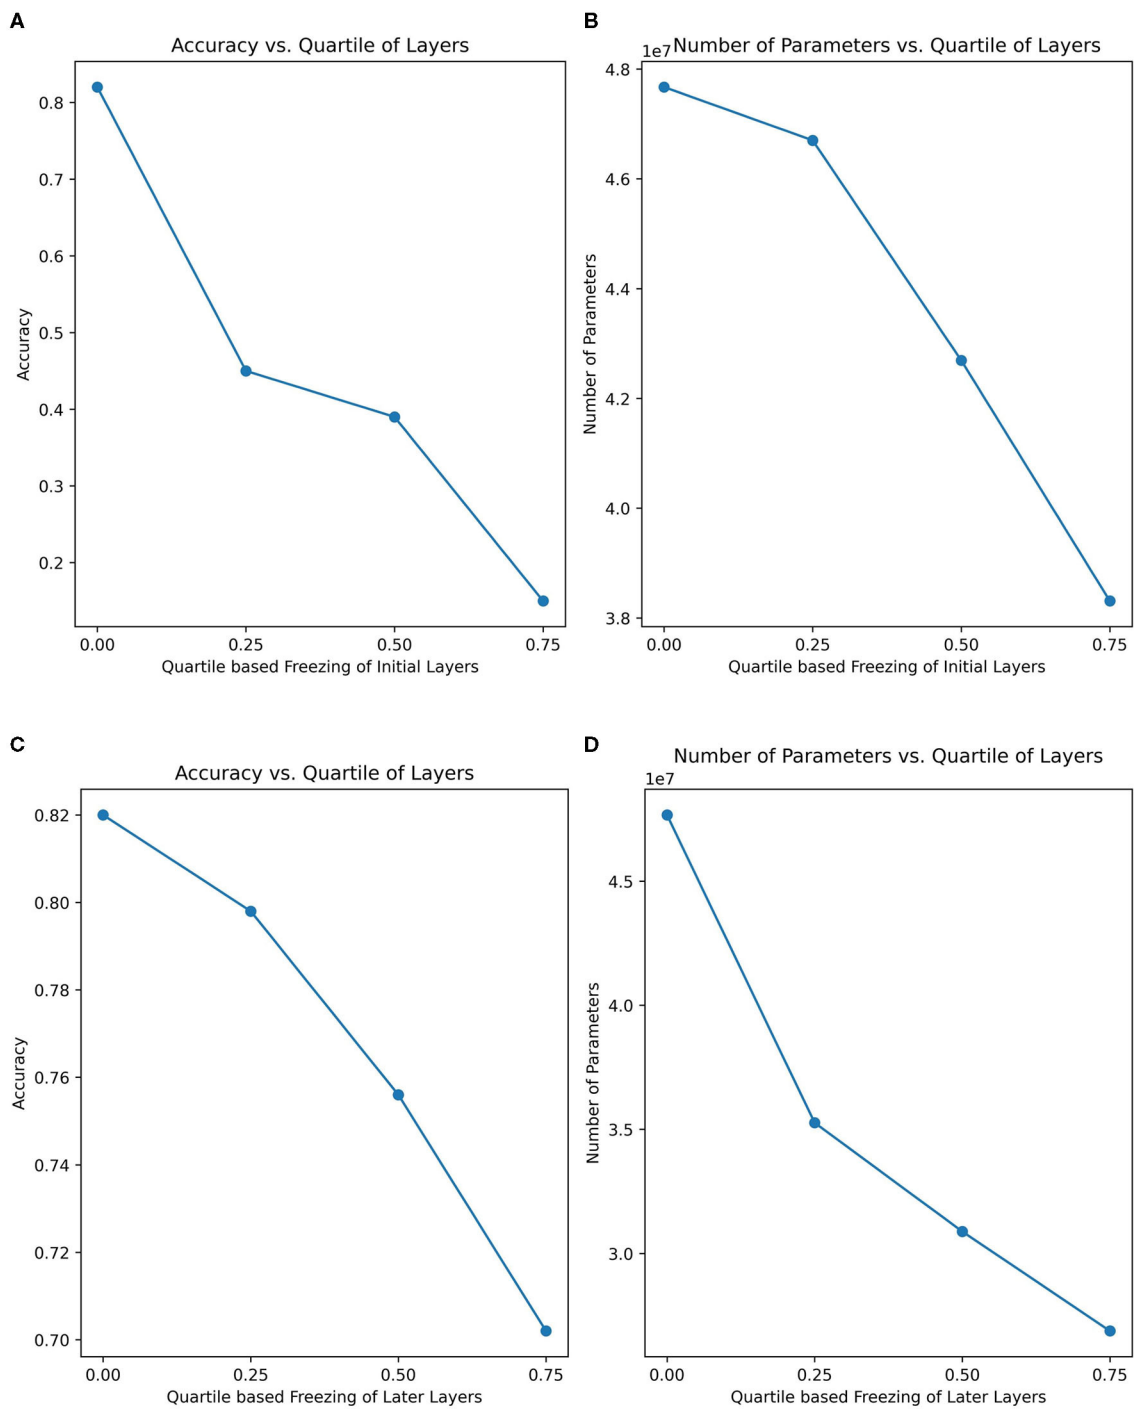 A
Accuracy vs. Quartile of Layers
0.8
0.7
0.6
0.5
0.4
0.3
0.2
Accuracy
0.00 0.25 0.50 0.75
Quartile based Freezing of Initial Layers
B
1e7 Number of Parameters vs. Quartile of Layers
4.8
4.6
4.4
4.2
4.0
3.8
Number of Parameters
0.00 0.25 0.50 0.75
Quartile based Freezing of Initial Layers
C
Accuracy vs. Quartile of Layers
0.82
0.80
0.78
0.76
0.74
0.72
0.70
Accuracy
0.00 0.25 0.50 0.75
Quartile based Freezing of Later Layers
D
Number of Parameters vs. Quartile of Layers
1e7
4.5
4.0
3.5
3.0
Number of Parameters
0.00 0.25 0.50 0.75
Quartile based Freezing of Later Layers